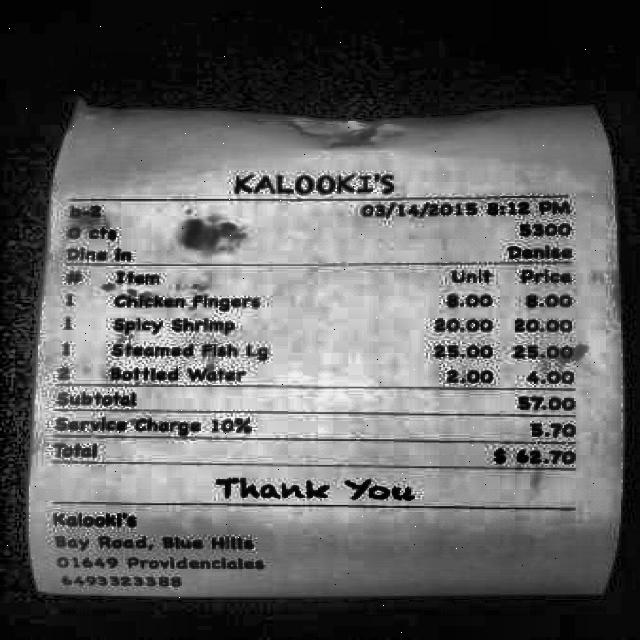 KALOOKI'S
b-2 03/14/2015 8:12 PM
0 cts 5300
Dine in Denise
# Item Unit Price
1 Chicken Fingers 8.00 8.00
1 Spicy Shrimp 20.00 20.00
1 Steamed Fish Lg 25.00 25.00
2 Bottled Water 2.00 4.00
Subtotal 57.00
Service Charge 10% 5.70
Total $ 62.70
Thank You
Kalooki's
Bay Road, Blue Hills
01649 Providenciales
6493323388